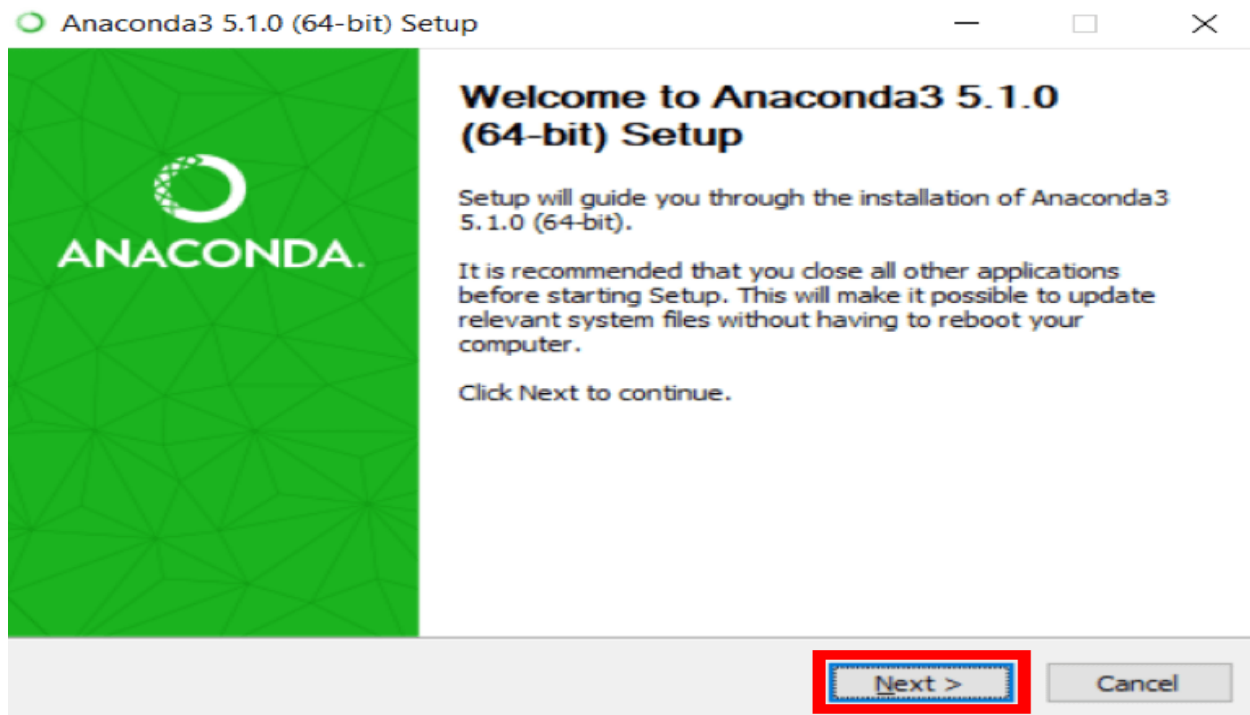 Anaconda3 5.1.0 (64-bit) Setup
Welcome to Anaconda3 5.1.0
(64-bit) Setup
Setup will guide you through the installation of Anaconda3
5.1.0 (64-bit).
It is recommended that you close all other applications
before starting Setup. This will make it possible to update
relevant system files without having to reboot your
computer.
Click Next to continue.
ANACONDA.
Next >
Cancel